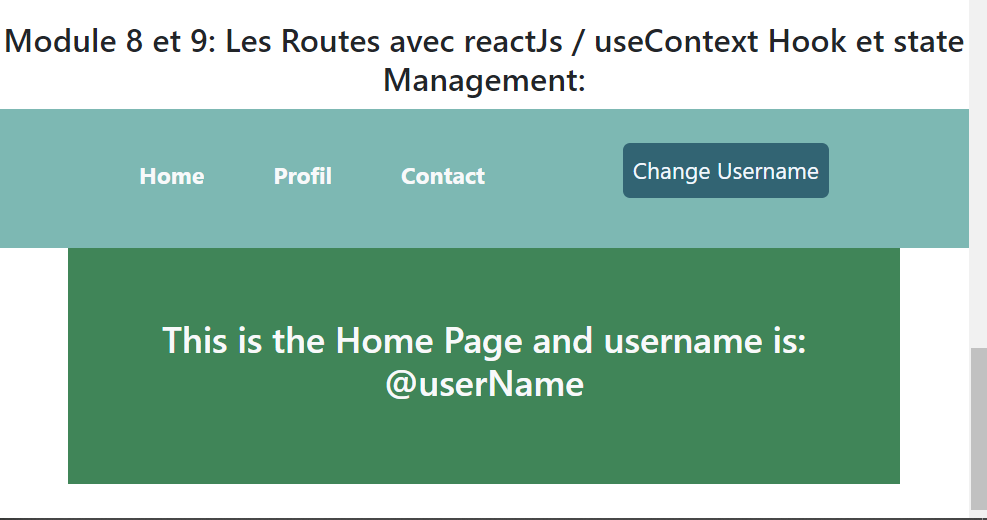 Module 8 et 9: Les Routes avec reactJs / useContext Hook et state
Management:
Home Profil Contact Change Username
This is the Home Page and username is:
@userName